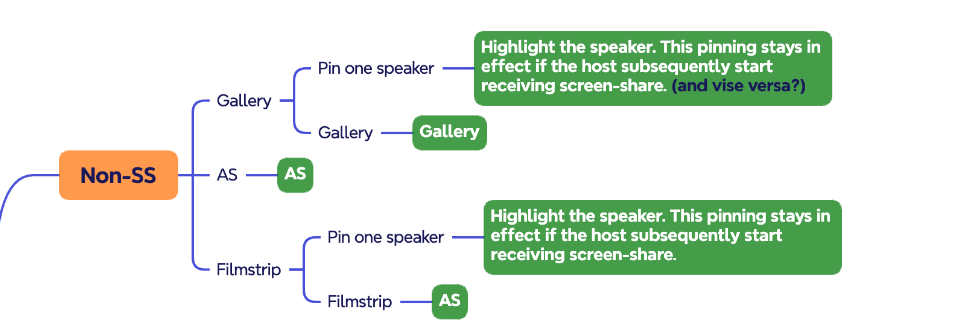 Highlight the speaker. This pinning stays in
effect if the host subsequently start
receiving screen-share. (and vise versa?)
Pin one speaker
Gallery
Gallery
Gallery
Non-SS
AS
AS
Highlight the speaker. This pinning stays in
effect if the host subsequently start
receiving screen-share.
Pin one speaker
Filmstrip
Filmstrip
AS